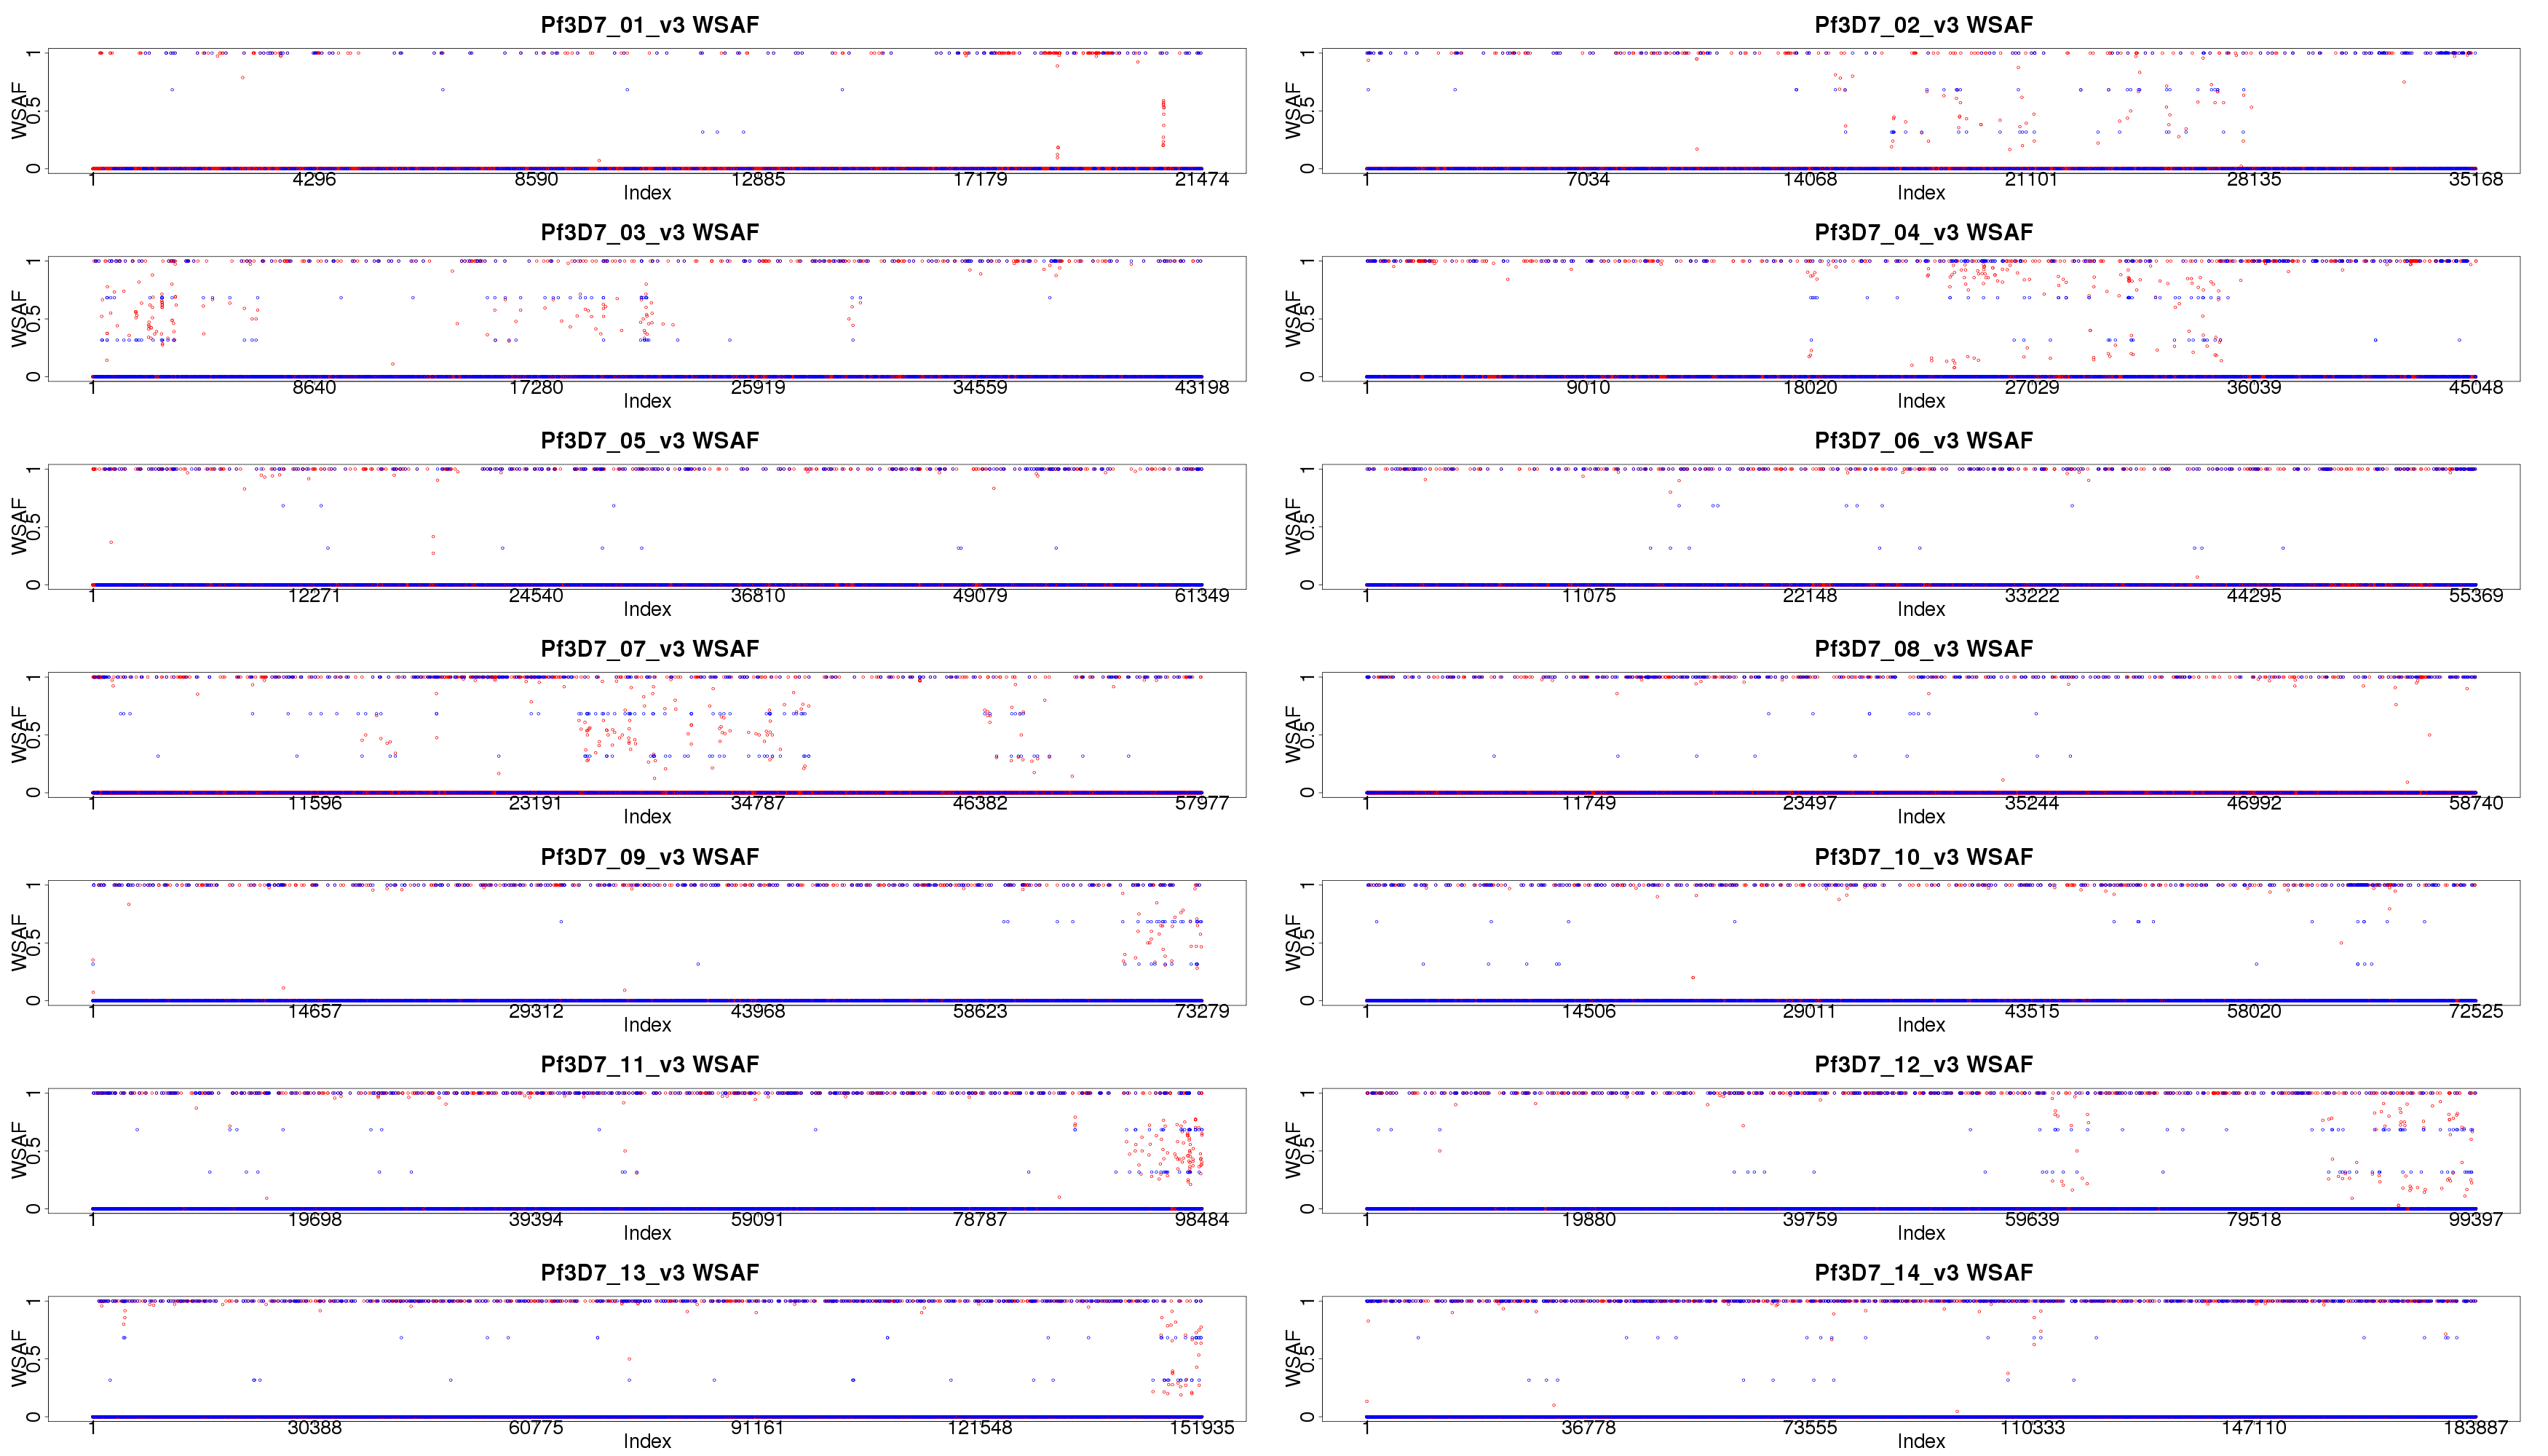 Pf3D7_01_v3 WSAF
WSAF
0 0.5 1
1 4296 8590 12885 17179 21474
Index
Pf3D7_02_v3 WSAF
WSAF
0 0.5 1
1 7034 14068 21101 28135 35168
Index
Pf3D7_03_v3 WSAF
WSAF
0 0.5 1
1 8640 17280 25919 34559 43198
Index
Pf3D7_04_v3 WSAF
WSAF
0 0.5 1
1 9010 18020 27029 36039 45048
Index
Pf3D7_05_v3 WSAF
WSAF
0 0.5 1
1 12271 24540 36810 49079 61349
Index
Pf3D7_06_v3 WSAF
WSAF
0 0.5 1
1 11075 22148 33222 44295 55369
Index
Pf3D7_07_v3 WSAF
WSAF
0 0.5 1
1 11596 23191 34787 46382 57977
Index
Pf3D7_08_v3 WSAF
WSAF
0 0.5 1
1 11749 23497 35244 46992 58740
Index
Pf3D7_09_v3 WSAF
WSAF
0 0.5 1
1 14657 29312 43968 58623 73279
Index
Pf3D7_10_v3 WSAF
WSAF
0 0.5 1
1 14506 29011 43515 58020 72525
Index
Pf3D7_11_v3 WSAF
WSAF
0 0.5 1
1 19698 39394 59091 78787 98484
Index
Pf3D7_12_v3 WSAF
WSAF
0 0.5 1
1 19880 39759 59639 79518 99397
Index
Pf3D7_13_v3 WSAF
WSAF
0 0.5 1
1 30388 60775 91161 121548 151935
Index
Pf3D7_14_v3 WSAF
WSAF
0 0.5 1
1 36778 73555 110333 147110 183887
Index